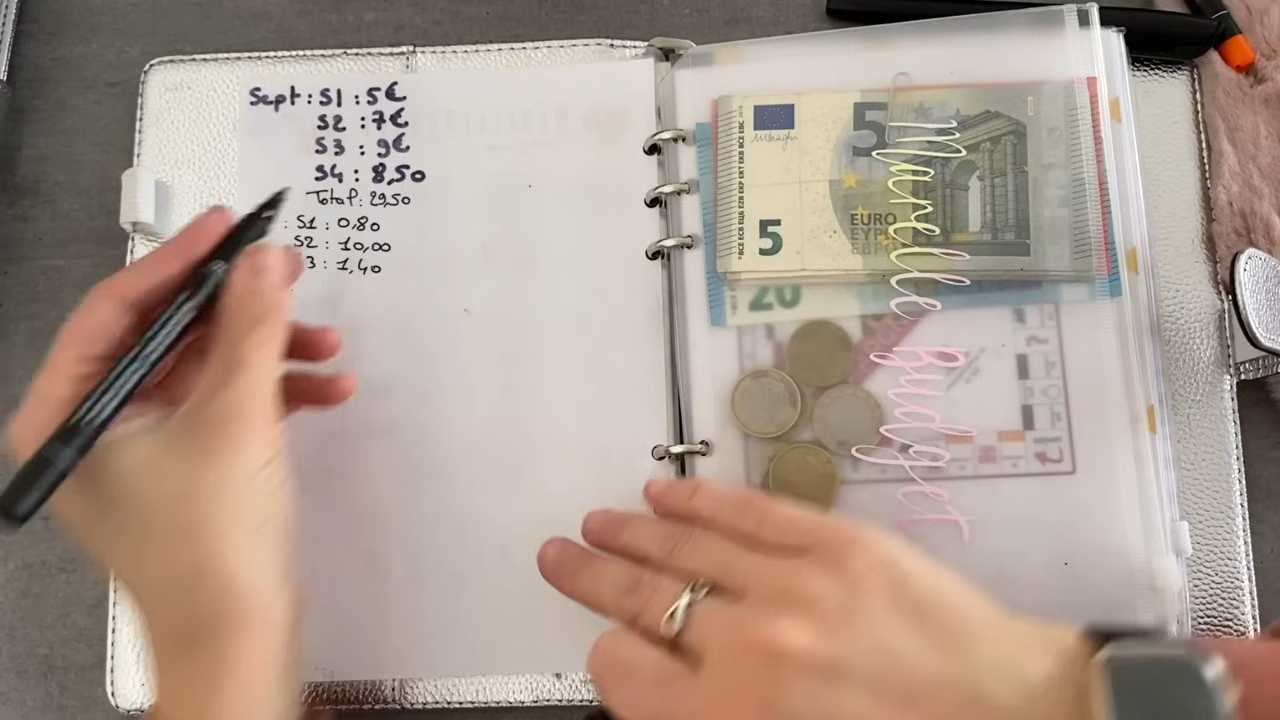 Sept : S1 : 5€
S2 : 7€
S3 : 9€
S4 : 8,50
Total : 29,50
: S1 : 0,80
S2 : 10,00
3 : 1,40
5
5
EURO
20
Manelle Budget